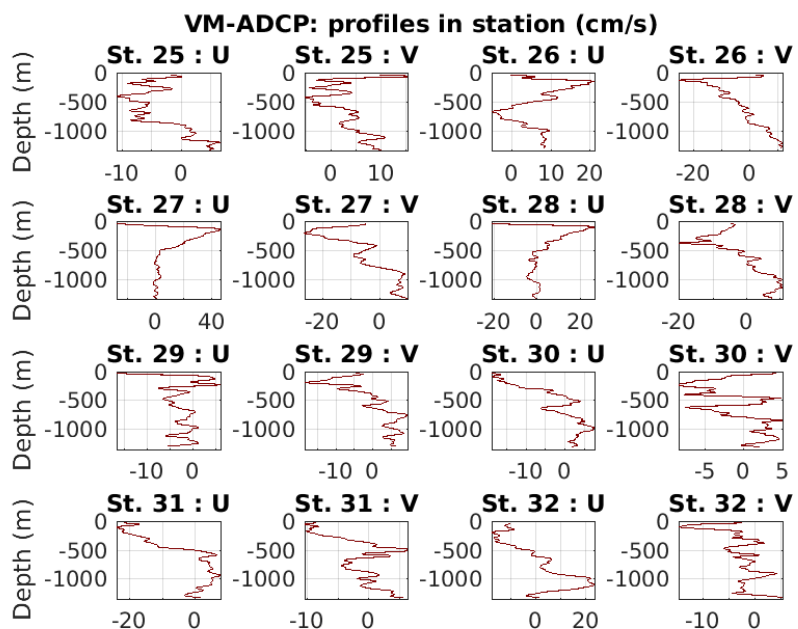 VM-ADCP: profiles in station (cm/s)
St. 25 : U St. 25 : V St. 26 : U St. 26 : V
Depth (m)
0 0 0 0
-500 -500 -500 -500
-1000 -1000 -1000 -1000
-10 0 0 10 0 10 20 -20 0
St. 27 : U St. 27 : V St. 28 : U St. 28 : V
Depth (m)
0 0 0 0
-500 -500 -500 -500
-1000 -1000 -1000 -1000
0 40 -20 0 -20 0 20 -20 0
St. 29 : U St. 29 : V St. 30 : U St. 30 : V
Depth (m)
0 0 0 0
-500 -500 -500 -500
-1000 -1000 -1000 -1000
-10 0 -10 0 -10 0 -5 0 5
St. 31 : U St. 31 : V St. 32 : U St. 32 : V
Depth (m)
0 0 0 0
-500 -500 -500 -500
-1000 -1000 -1000 -1000
-20 0 -10 0 0 20 -10 0